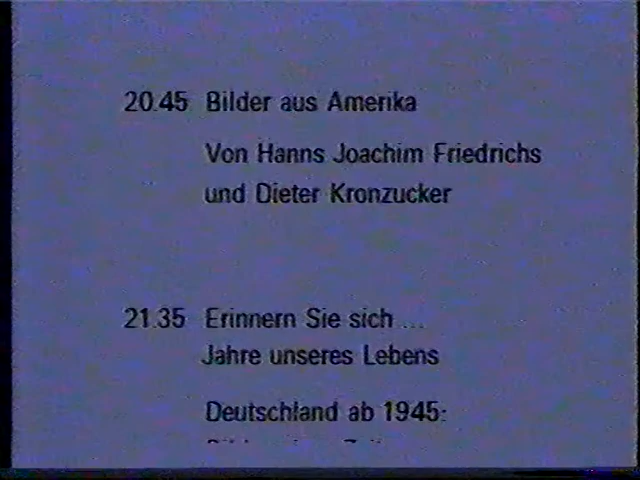 20.45 Bilder aus Amerika
Von Hanns Joachim Friedrichs
und Dieter Kronzucker
21.35 Erinnern Sie sich ...
Jahre unseres Lebens
Deutschland ab 1945: